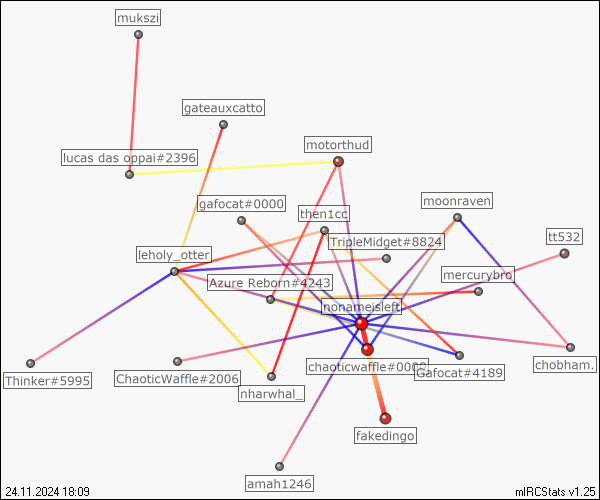 mukszi
gateauxcatto
motorthud
lucas das oppai#2396
moonraven
gafocat#0000
then1cc
tt532
TripleMidget#8824
leholy_otter
mercurybro
Azure Reborn#4243
nonameisleft
chaoticwaffle#0000
chobham.
Gafocat#4189
Thinker#5995
ChaoticWaffle#2006
nharwhal_
fakedingo
amah1246
24.11.2024 18:09
mIRCStats v1.25